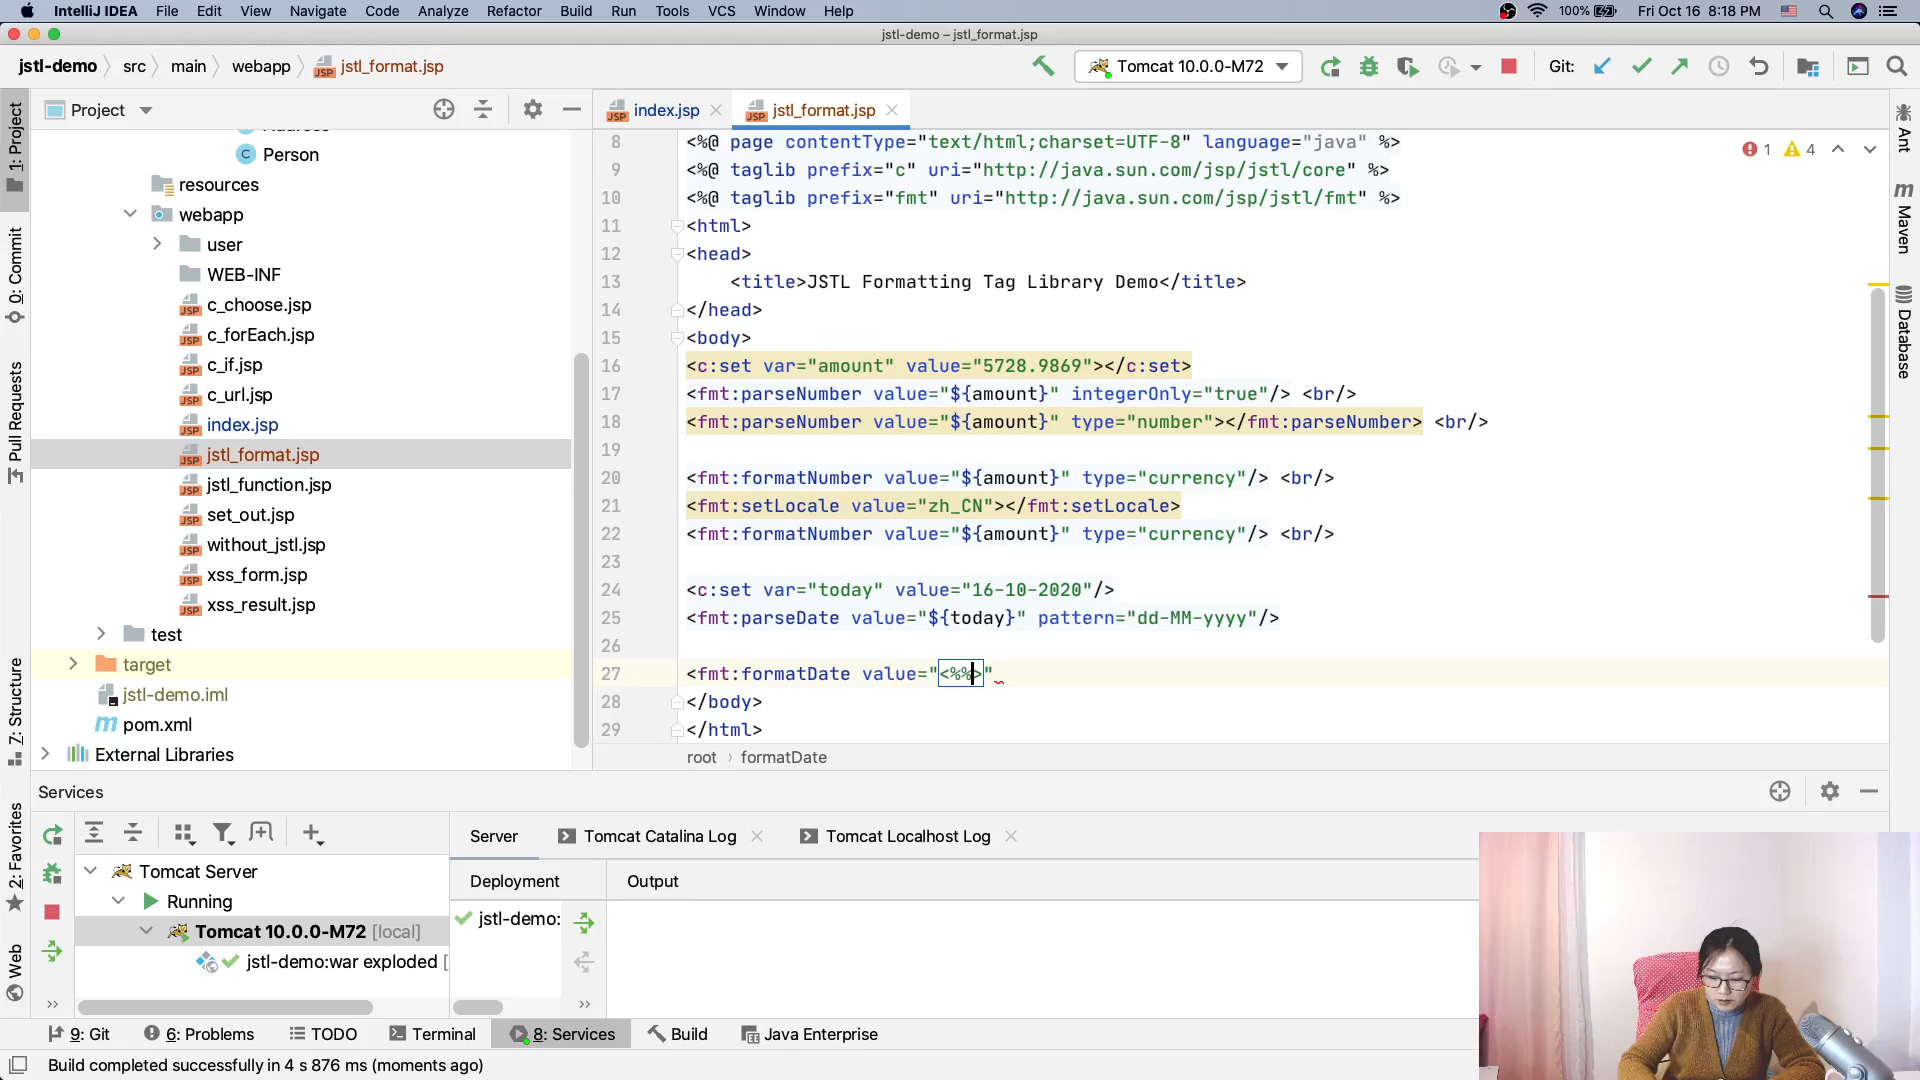 IntelliJ IDEA File Edit View Navigate Code Analyze Refactor Build Run Tools VCS Window Help 100% Fri Oct 16 8:18 PM
jstl-demo – jstl_format.jsp
jstl-demo src main webapp jstl_format.jsp Tomcat 10.0.0-M72 Git:
Project index.jsp jstl_format.jsp
Person
resources
webapp
user
WEB-INF
c_choose.jsp
c_forEach.jsp
c_if.jsp
c_url.jsp
index.jsp
jstl_format.jsp
jstl_function.jsp
set_out.jsp
without_jstl.jsp
xss_form.jsp
xss_result.jsp
test
target
jstl-demo.iml
pom.xml
External Libraries
1: Project
0: Commit
Pull Requests
Z: Structure
2: Favorites
Web
1 4
8 <%@ page contentType="text/html;charset=UTF-8" language="java" %>
9 <%@ taglib prefix="c" uri="http://java.sun.com/jsp/jstl/core" %>
10 <%@ taglib prefix="fmt" uri="http://java.sun.com/jsp/jstl/fmt" %>
11 <html>
12 <head>
13 <title>JSTL Formatting Tag Library Demo</title>
14 </head>
15 <body>
16 <c:set var="amount" value="5728.9869"></c:set>
17 <fmt:parseNumber value="${amount}" integerOnly="true"/> <br/>
18 <fmt:parseNumber value="${amount}" type="number"></fmt:parseNumber> <br/>
19
20 <fmt:formatNumber value="${amount}" type="currency"/> <br/>
21 <fmt:setLocale value="zh_CN"></fmt:setLocale>
22 <fmt:formatNumber value="${amount}" type="currency"/> <br/>
23
24 <c:set var="today" value="16-10-2020"/>
25 <fmt:parseDate value="${today}" pattern="dd-MM-yyyy"/>
26
27 <fmt:formatDate value="<%%>"
28 </body>
29 </html>
root › formatDate
Ant
Maven
Database
Services
Server Tomcat Catalina Log Tomcat Localhost Log
Tomcat Server
Running
Tomcat 10.0.0-M72 [local]
jstl-demo:war exploded [
Deployment Output
jstl-demo:
9: Git 6: Problems TODO Terminal 8: Services Build Java Enterprise
Build completed successfully in 4 s 876 ms (moments ago)